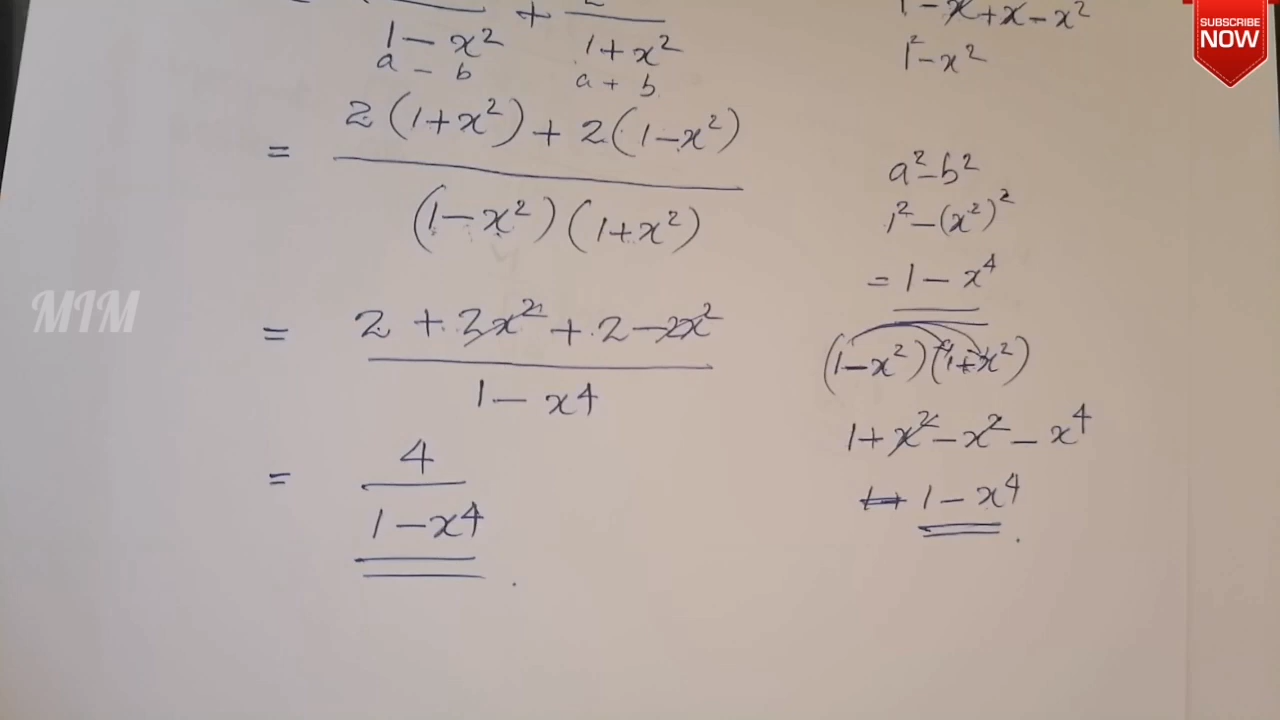 1 - x² + 1 + x²
a - b a + b
= 2(1+x²) + 2(1-x²)
(1-x²)(1+x²)
= 2 + 2x² + 2 - 2x²
1 - x4
= 4
1 - x4
1 - x + x - x²
1² - x²
a² - b²
1² - (x²)²
= 1 - x⁴
(1-x²)(1+x²)
1 + x² - x² - x⁴
1 - x⁴
MIM
SUBSCRIBE
NOW